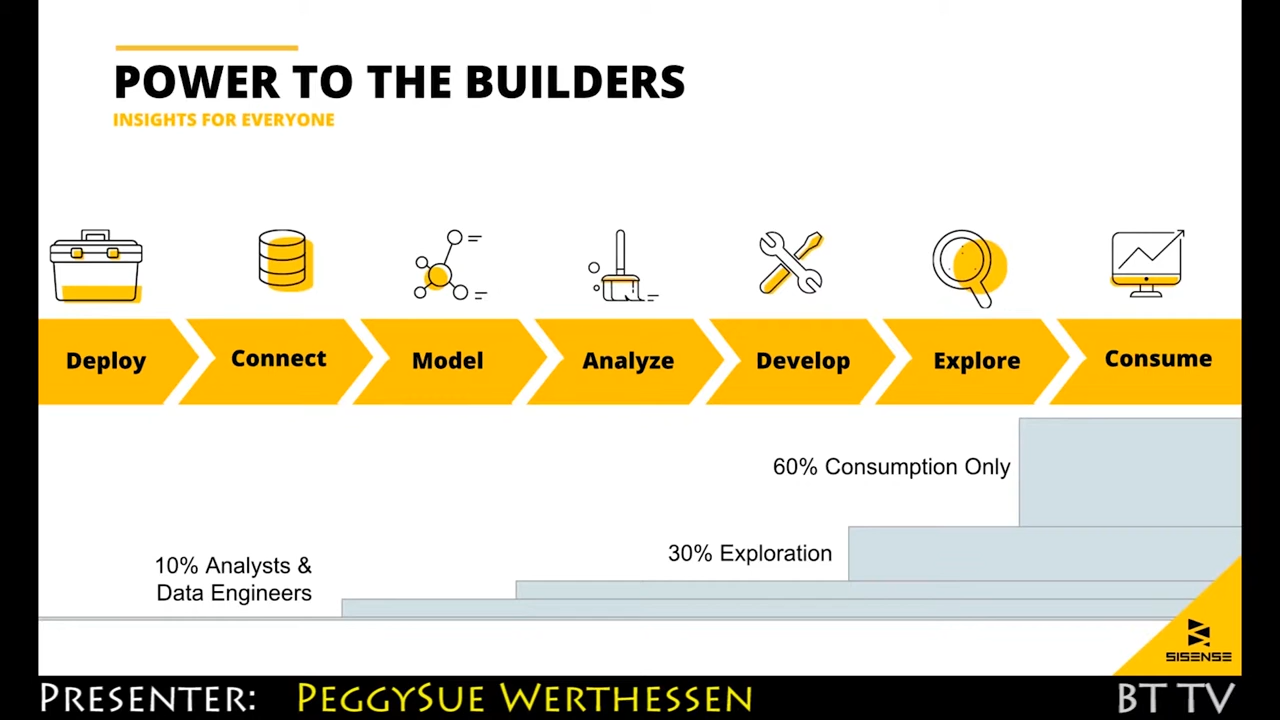 POWER TO THE BUILDERS
INSIGHTS FOR EVERYONE
Deploy
Connect
Model
Analyze
Develop
Explore
Consume
60% Consumption Only
30% Exploration
10% Analysts &
Data Engineers
SISENSE
PRESENTER: PEGGYSUE WERTHESSEN
BT TV